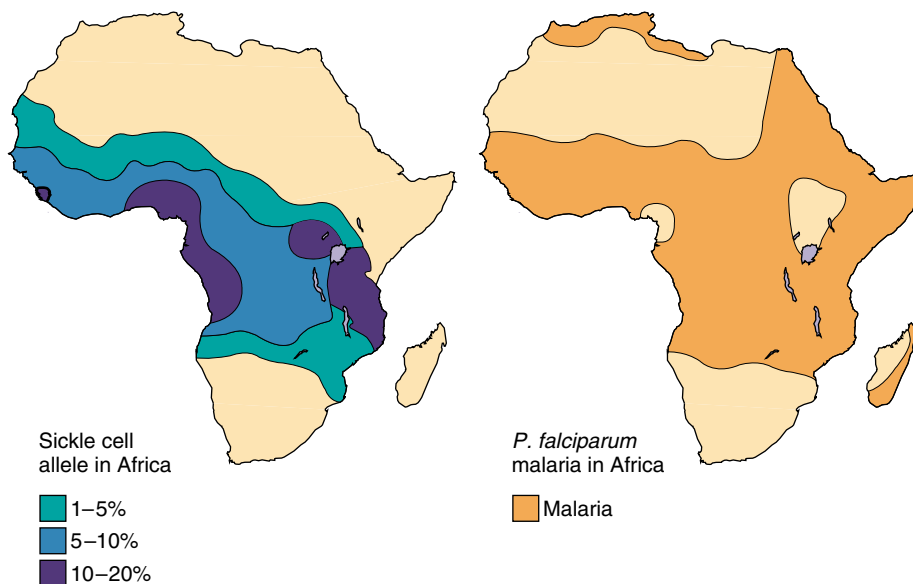 Sickle cell
allele in Africa
1–5%
5–10%
10–20%
P. falciparum
malaria in Africa
Malaria